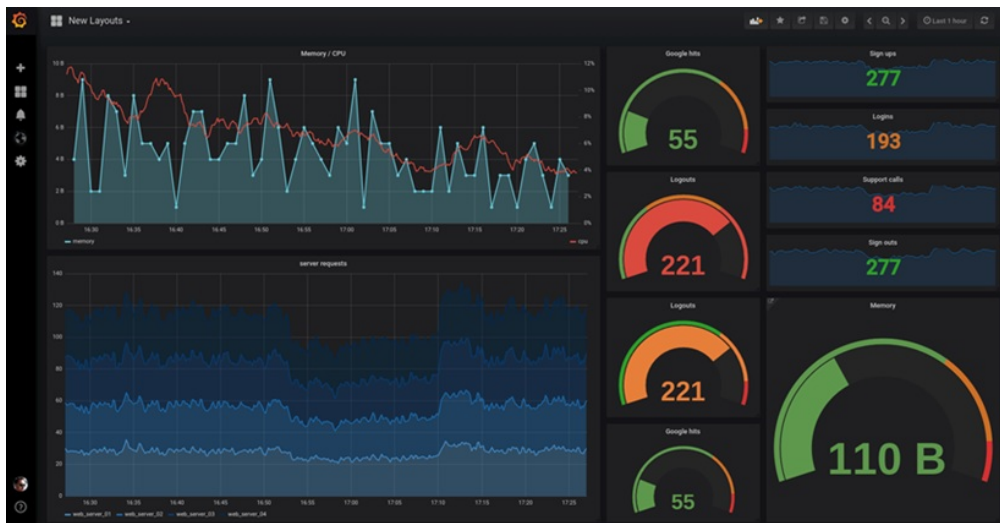 New Layouts
Last 1 hour
Memory / CPU
10 B
8 B
6 B
4 B
2 B
0 B
12%
10%
8%
6%
4%
2%
0%
16:30 16:35 16:40 16:45 16:50 16:55 17:00 17:05 17:10 17:15 17:20 17:25
memory
cpu
server requests
140
120
100
80
60
40
20
0
16:30 16:35 16:40 16:45 16:50 16:55 17:00 17:05 17:10 17:15 17:20 17:25
web_server_01 web_server_02 web_server_03 web_server_04
Google hits
55
Logouts
221
Logouts
221
Google hits
55
Sign ups
277
Logins
193
Support calls
84
Sign outs
277
Memory
110 B